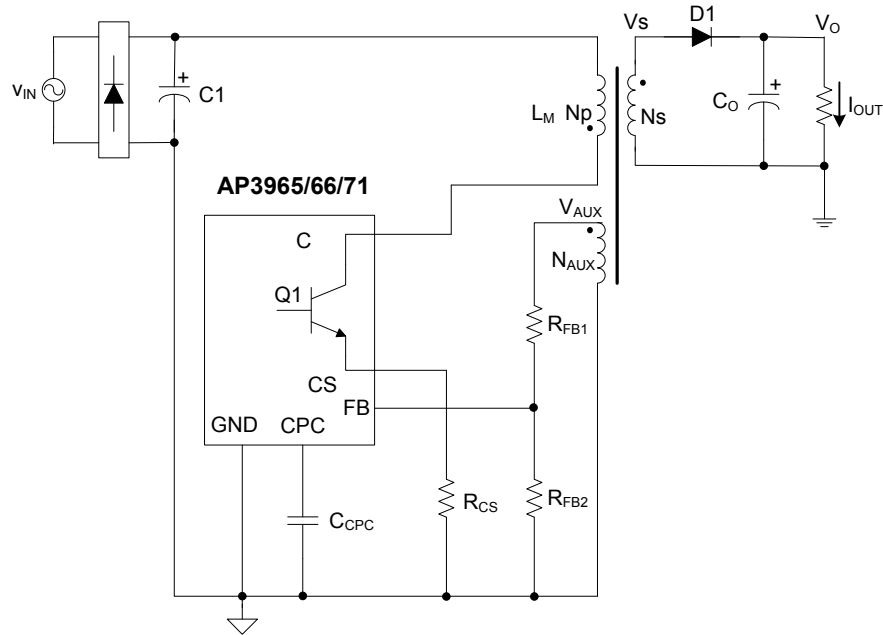 Vs
D1
VO
vIN
C1
LM
Np
Ns
CO
IOUT
AP3965/66/71
VAUX
C
NAUX
Q1
RFB1
CS
FB
GND
CPC
RCS
RFB2
CCPC
+
+